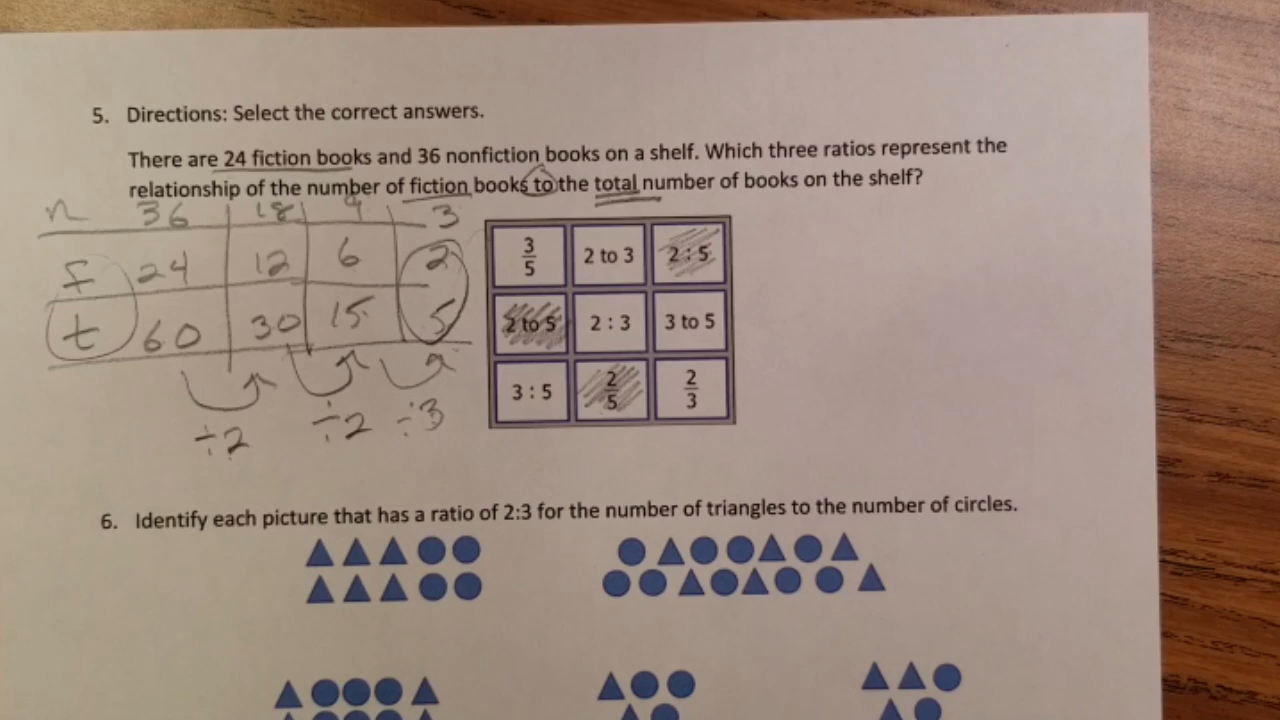 5. Directions: Select the correct answers.
There are 24 fiction books and 36 nonfiction books on a shelf. Which three ratios represent the
relationship of the number of fiction books to the total number of books on the shelf?
n 36 18 9 3
f 24 12 6 2
t 60 30 15 5
÷2 ÷2 ÷3
3/5 2 to 3 2 : 5
2 to 5 2 : 3 3 to 5
3 : 5 2/5 2/3
6. Identify each picture that has a ratio of 2:3 for the number of triangles to the number of circles.